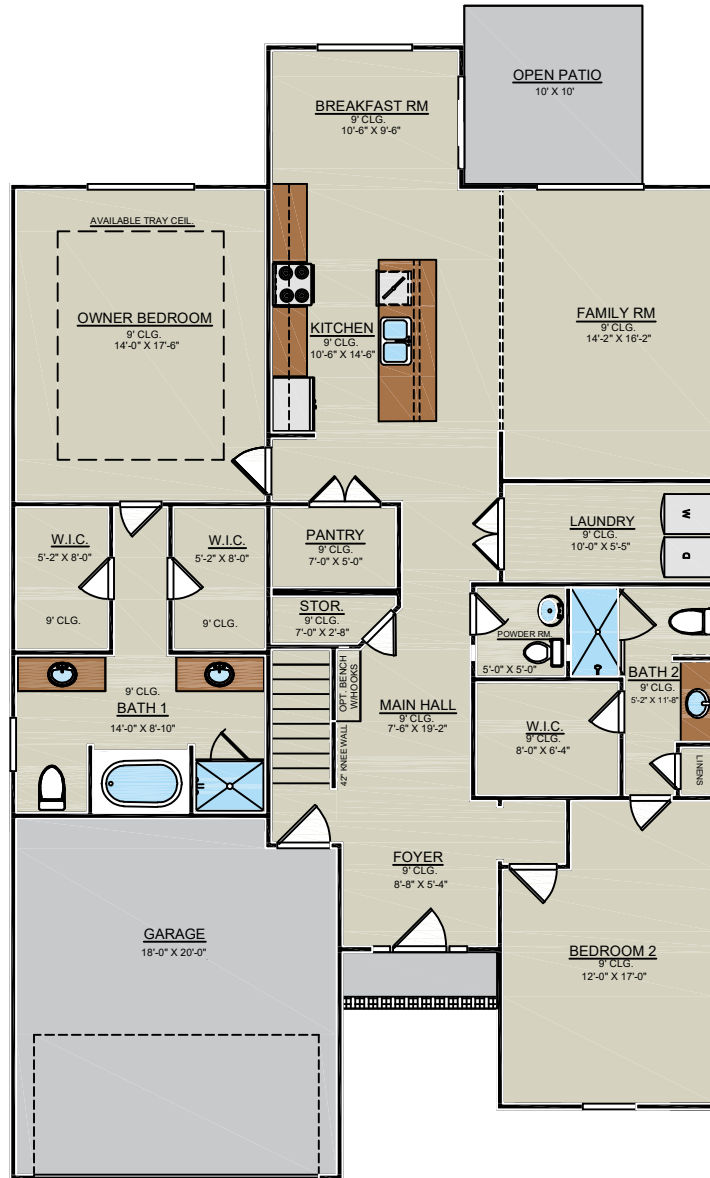 OPEN PATIO
10' X 10'
BREAKFAST RM
9' CLG.
10'-6" X 9'-6"
AVAILABLE TRAY CEIL.
OWNER BEDROOM
9' CLG.
14'-0" X 17'-6"
KITCHEN
9' CLG.
10'-6" X 14'-6"
FAMILY RM
9' CLG.
14'-2" X 16'-2"
W.I.C.
5'-2" X 8'-0"
9' CLG.
W.I.C.
5'-2" X 8'-0"
9' CLG.
PANTRY
9' CLG.
7'-0" X 5'-0"
LAUNDRY
9' CLG.
10'-0" X 5'-5"
W
D
STOR.
9' CLG.
7'-0" X 2'-8"
POWDER RM.
5'-0" X 5'-0"
BATH 2
9' CLG.
5'-2" X 11'-8"
OPT. BENCH
W/HOOKS
42" KNEEWALL
9' CLG.
BATH 1
14'-0" X 8'-10"
MAIN HALL
9' CLG.
7'-6" X 19'-2"
W.I.C.
9' CLG.
8'-0" X 6'-4"
LINENS
FOYER
9' CLG.
8'-8" X 5'-4"
GARAGE
18'-0" X 20'-0"
BEDROOM 2
9' CLG.
12'-0" X 17'-0"